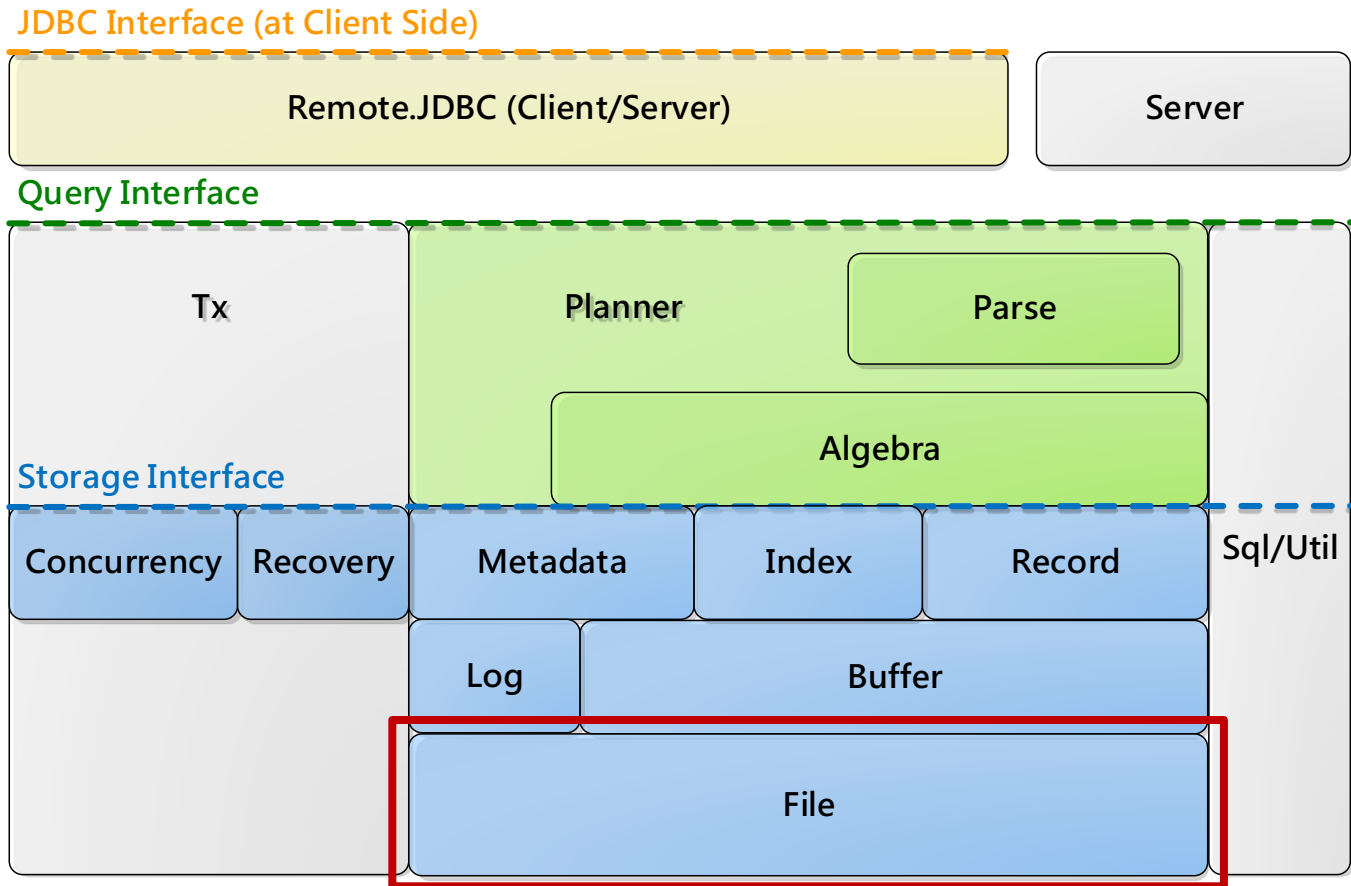 JDBC Interface (at Client Side)
Remote.JDBC (Client/Server)
Server
Query Interface
Tx
Planner
Parse
Algebra
Storage Interface
Concurrency
Recovery
Metadata
Index
Record
Sql/Util
Log
Buffer
File